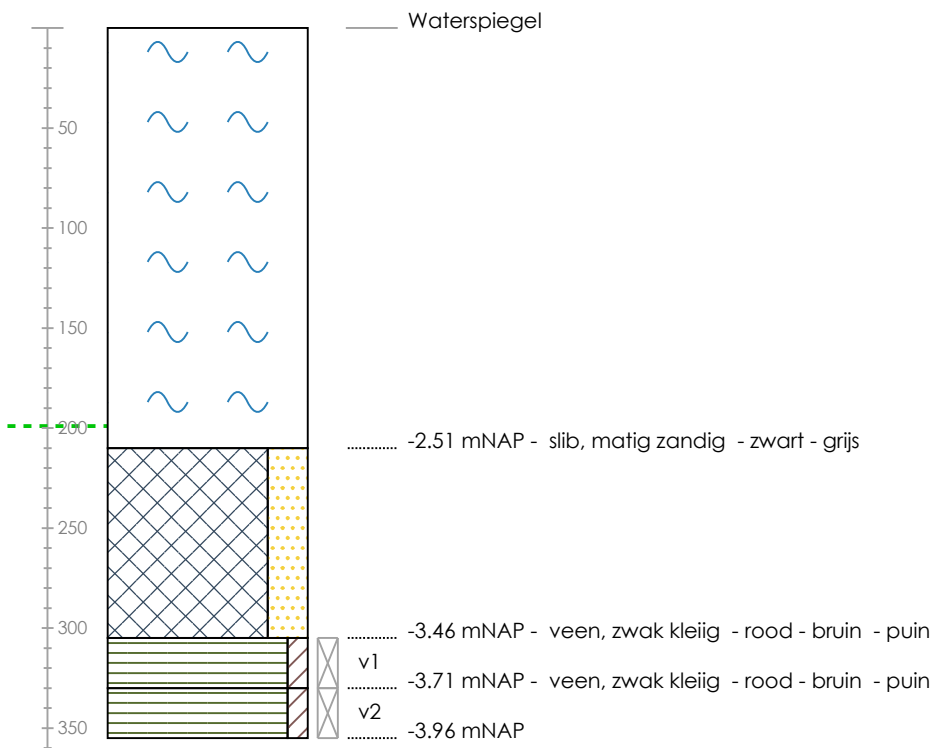 Waterspiegel
50
100
150
200
-2.51 mNAP - slib, matig zandig - zwart - grijs
250
300
-3.46 mNAP - veen, zwak kleiig - rood - bruin - puin
v1
-3.71 mNAP - veen, zwak kleiig - rood - bruin - puin
v2
350
-3.96 mNAP